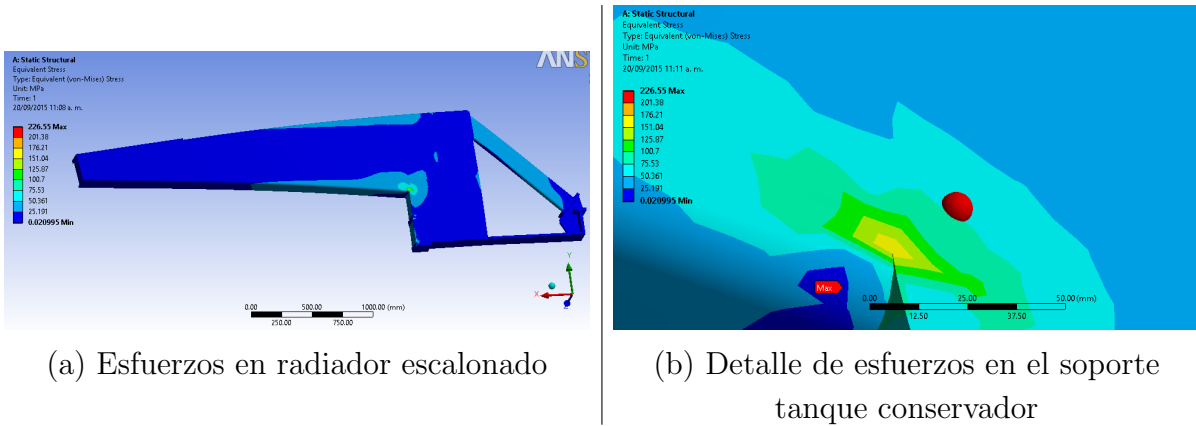 A: Static Structural
Equivalent Stress
Type: Equivalent (von-Mises) Stress
Unit: MPa
Time: 1
20/09/2015 11:08 a. m.
226.55 Max
201.38
176.21
151.04
125.87
100.7
75.53
50.361
25.191
0.020995 Min
ANS
Y
X
Z
0.00
500.00
1000.00 (mm)
250.00
750.00
(a) Esfuerzos en radiador escalonado
A: Static Structural
Equivalent Stress
Type: Equivalent (von-Mises) Stress
Unit: MPa
Time: 1
20/09/2015 11:11 a. m.
226.55 Max
201.38
176.21
151.04
125.87
100.7
75.53
50.361
25.191
0.020995 Min
Max
0.00
25.00
50.00 (mm)
12.50
37.50
(b) Detalle de esfuerzos en el soporte
tanque conservador